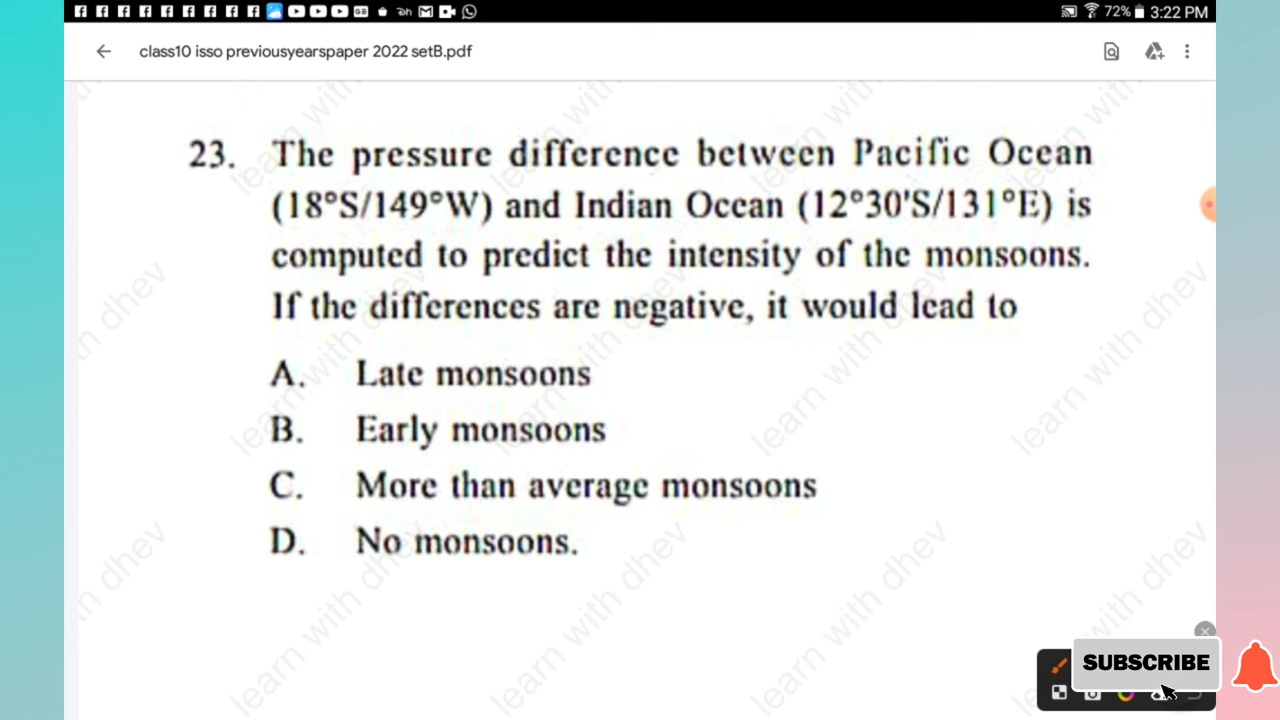 72% 3:22 PM
class10 isso previousyearspaper 2022 setB.pdf
23. The pressure difference between Pacific Ocean
(18°S/149°W) and Indian Ocean (12°30'S/131°E) is
computed to predict the intensity of the monsoons.
If the differences are negative, it would lead to
A. Late monsoons
B. Early monsoons
C. More than average monsoons
D. No monsoons.
learn with dhev
SUBSCRIBE